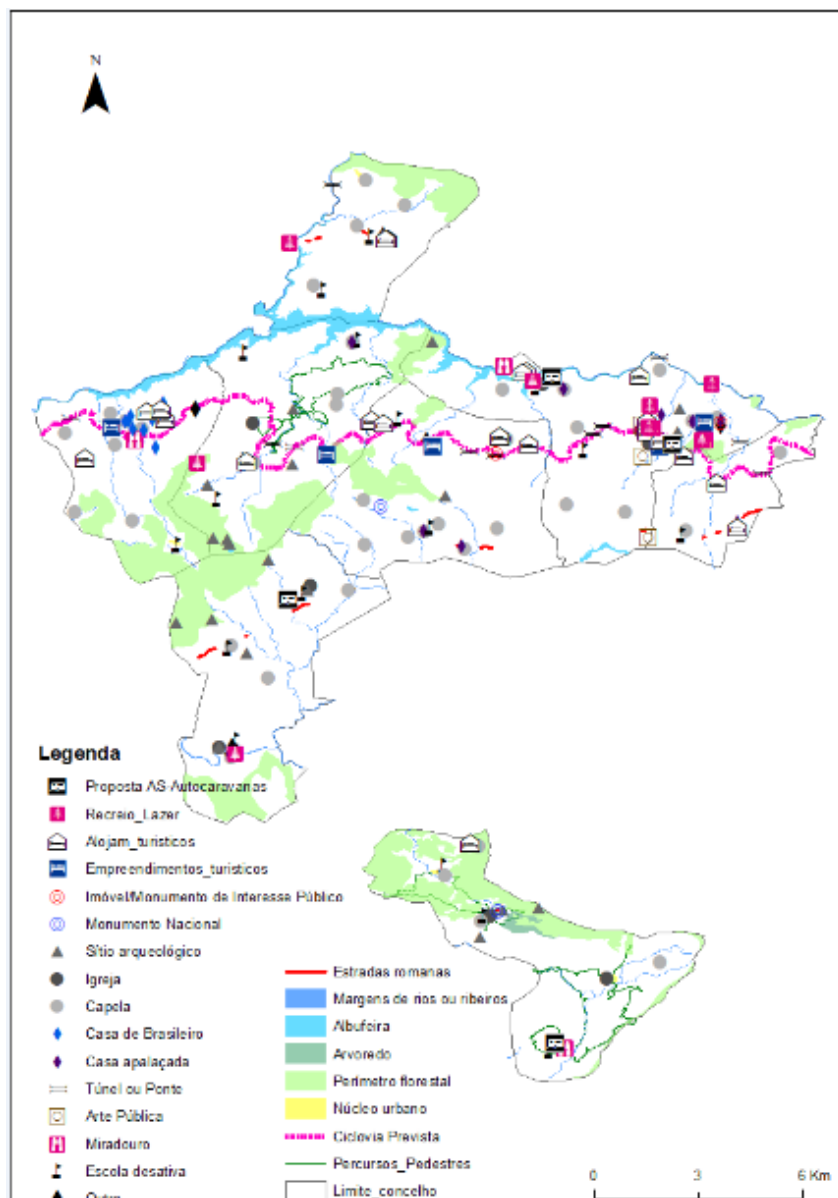 N
Legenda
Proposta AS-Autocaravanas
Recreio_Lazer
Alojam_turisticos
Empreendimentos_turisticos
Imóvel/Monumento de Interesse Público
Monumento Nacional
Sítio arqueológico
Igreja
Capela
Casa de Brasileiro
Casa apalaçada
Túnel ou Ponte
Arte Pública
Miradouro
Escola desativa
Outro
Estradas romanas
Margens de rios ou ribeiros
Albufeira
Arvoredo
Perímetro florestal
Núcleo urbano
Ciclovia Prevista
Percursos_Pedestres
Limite_concelho
0 3 6 Km